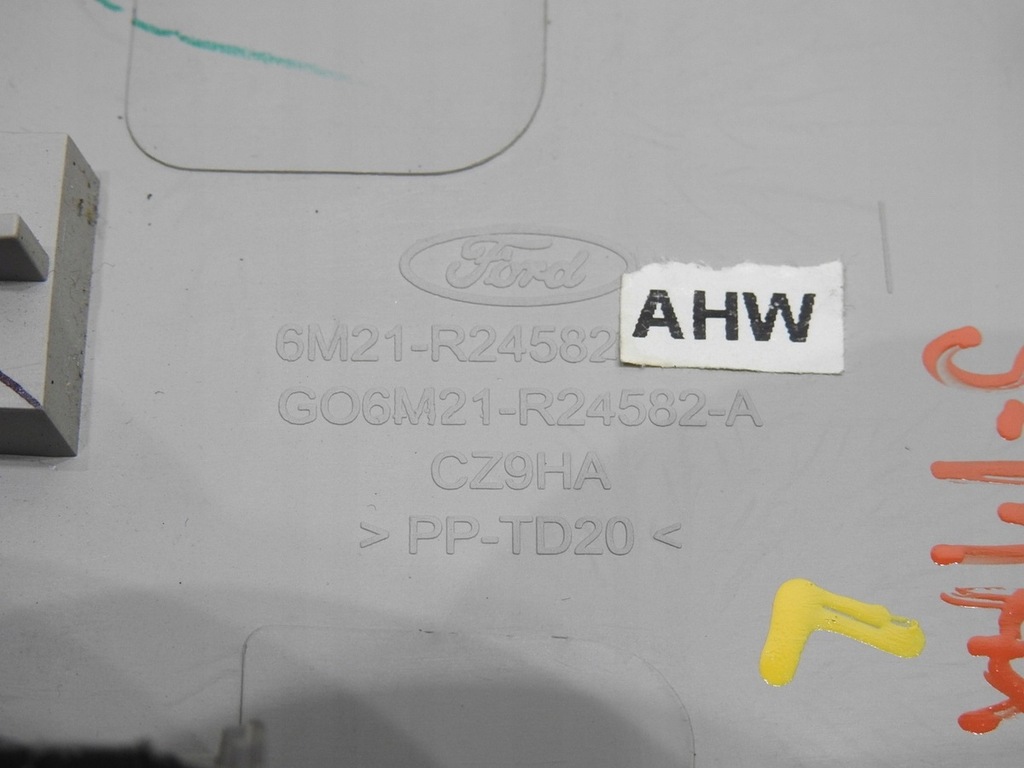 Ford
6M21-R24582 AHW
GO6M21-R24582-A
CZ9HA
> PP-TD20 <